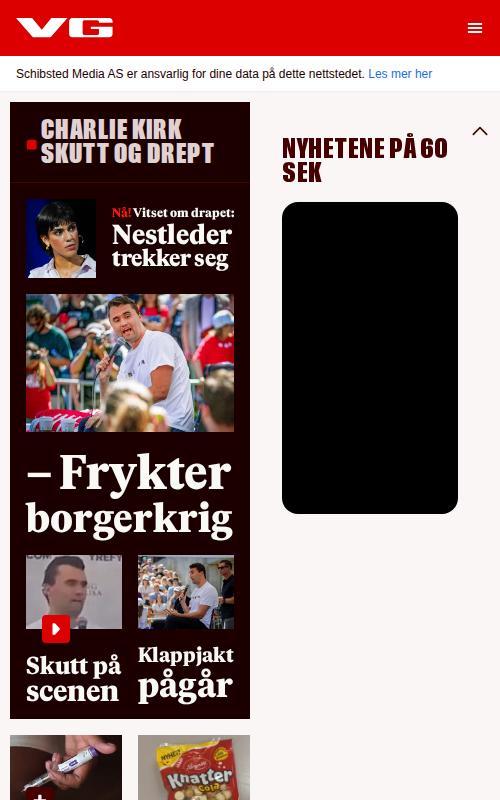 VG
Schibsted Media AS er ansvarlig for dine data på dette nettstedet. Les mer her
CHARLIE KIRK
SKUTT OG DREPT
Nå! Vitset om drapet:
Nestleder
trekker seg
– Frykter
borgerkrig
Skutt på
scenen
Klappjakt
pågår
NYHETENE PÅ 60
SEK
NYHET
Knatter
Cola